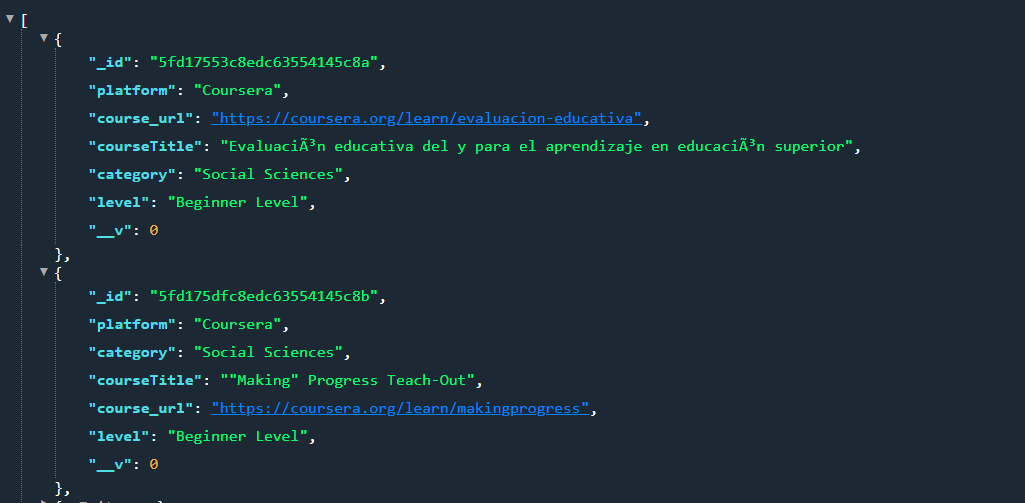 [
{
"_id": "5fd17553c8edc63554145c8a",
"platform": "Coursera",
"course_url": "https://coursera.org/learn/evaluacion-educativa",
"courseTitle": "EvaluaciÃ³n educativa del y para el aprendizaje en educaciÃ³n superior",
"category": "Social Sciences",
"level": "Beginner Level",
"__v": 0
},
{
"_id": "5fd175dfc8edc63554145c8b",
"platform": "Coursera",
"category": "Social Sciences",
"courseTitle": ""Making" Progress Teach-Out",
"course_url": "https://coursera.org/learn/makingprogress",
"level": "Beginner Level",
"__v": 0
},